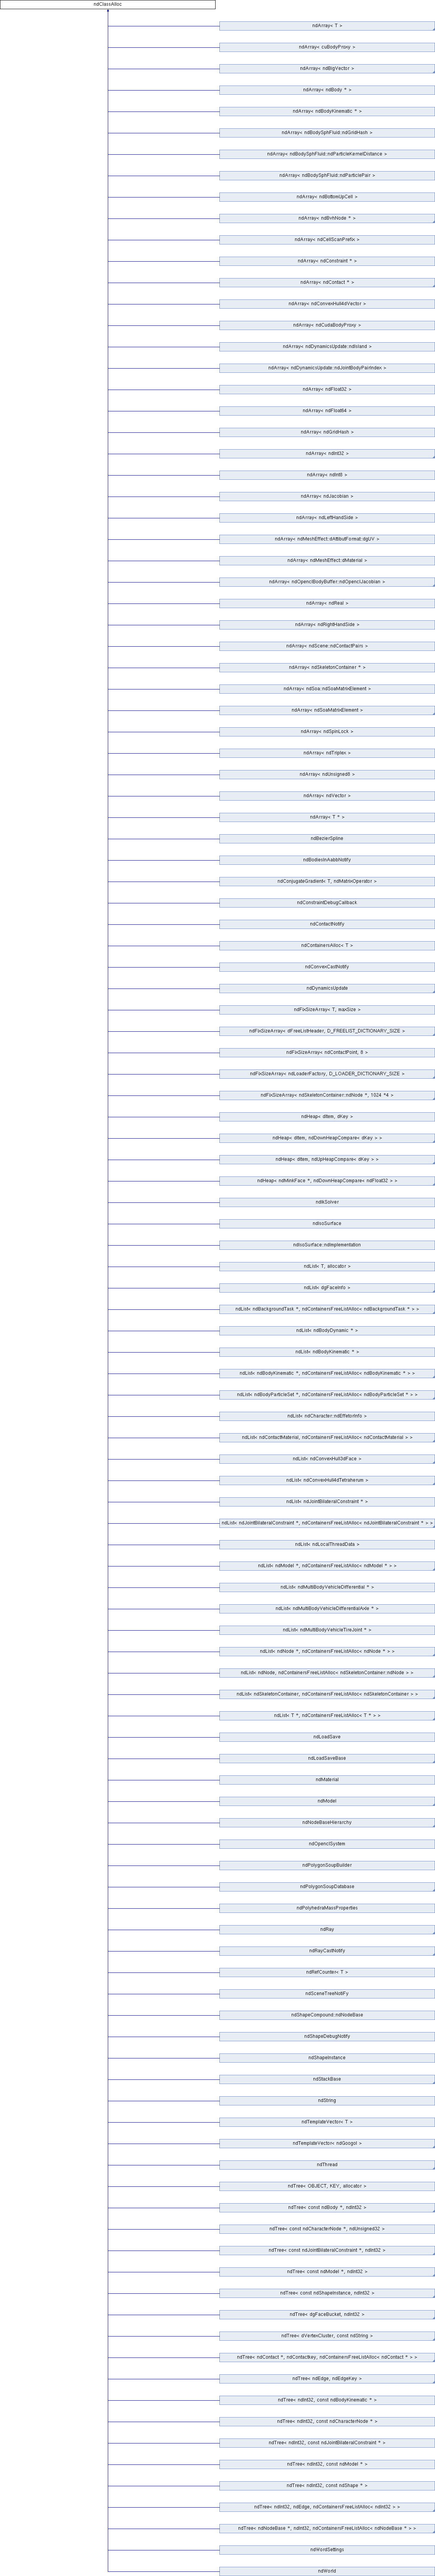 ndClassAlloc
ndArray< T >
ndArray< cuBodyProxy >
ndArray< ndBigVector >
ndArray< ndBody * >
ndArray< ndBodyKinematic * >
ndArray< ndBodySphFluid::ndGridHash >
ndArray< ndBodySphFluid::ndParticleKernelDistance >
ndArray< ndBodySphFluid::ndParticlePair >
ndArray< ndBottomUpCell >
ndArray< ndBvhNode * >
ndArray< ndCellScanPrefix >
ndArray< ndConstraint * >
ndArray< ndContact * >
ndArray< ndConvexHull4dVector >
ndArray< ndCudaBodyProxy >
ndArray< ndDynamicsUpdate::ndIsland >
ndArray< ndDynamicsUpdate::ndJointBodyPairIndex >
ndArray< ndFloat32 >
ndArray< ndFloat64 >
ndArray< ndGridHash >
ndArray< ndInt32 >
ndArray< ndInt8 >
ndArray< ndJacobian >
ndArray< ndLeftHandSide >
ndArray< ndMeshEffect::dAttibutFormat::dgUV >
ndArray< ndMeshEffect::dMaterial >
ndArray< ndOpenclBodyBuffer::ndOpenclJacobian >
ndArray< ndReal >
ndArray< ndRightHandSide >
ndArray< ndScene::ndContactPairs >
ndArray< ndSkeletonContainer * >
ndArray< ndSoa::ndSoaMatrixElement >
ndArray< ndSoaMatrixElement >
ndArray< ndSpinLock >
ndArray< ndTriplex >
ndArray< ndUnsigned8 >
ndArray< ndVector >
ndArray< T * >
ndBezierSpline
ndBodiesInAabbNotify
ndConjugateGradient< T, ndMatrixOperator >
ndConstraintDebugCallback
ndContactNotify
ndContainersAlloc< T >
ndConvexCastNotify
ndDynamicsUpdate
ndFixSizeArray< T, maxSize >
ndFixSizeArray< dFreeListHeader, D_FREELIST_DICTIONARY_SIZE >
ndFixSizeArray< ndContactPoint, 8 >
ndFixSizeArray< ndLoaderFactory, D_LOADER_DICTIONARY_SIZE >
ndFixSizeArray< ndSkeletonContainer::ndNode *, 1024 *4 >
ndHeap< dItem, dKey >
ndHeap< dItem, ndDownHeapCompare< dKey > >
ndHeap< dItem, ndUpHeapCompare< dKey > >
ndHeap< ndMinkFace *, ndDownHeapCompare< ndFloat32 > >
ndIkSolver
ndIsoSurface
ndIsoSurface::ndImplementation
ndList< T, allocator >
ndList< dgFaceInfo >
ndList< ndBackgroundTask *, ndContainersFreeListAlloc< ndBackgroundTask * > >
ndList< ndBodyDynamic * >
ndList< ndBodyKinematic * >
ndList< ndBodyKinematic *, ndContainersFreeListAlloc< ndBodyKinematic * > >
ndList< ndBodyParticleSet *, ndContainersFreeListAlloc< ndBodyParticleSet * > >
ndList< ndCharacter::ndEffetorInfo >
ndList< ndContactMaterial, ndContainersFreeListAlloc< ndContactMaterial > >
ndList< ndConvexHull3dFace >
ndList< ndConvexHull4dTetraherum >
ndList< ndJointBilateralConstraint * >
ndList< ndJointBilateralConstraint *, ndContainersFreeListAlloc< ndJointBilateralConstraint * > >
ndList< ndLocalThreadData >
ndList< ndModel *, ndContainersFreeListAlloc< ndModel * > >
ndList< ndMultiBodyVehicleDifferential * >
ndList< ndMultiBodyVehicleDifferentialAxle * >
ndList< ndMultiBodyVehicleTireJoint * >
ndList< ndNode *, ndContainersFreeListAlloc< ndNode * > >
ndList< ndNode, ndContainersFreeListAlloc< ndSkeletonContainer::ndNode > >
ndList< ndSkeletonContainer, ndContainersFreeListAlloc< ndSkeletonContainer > >
ndList< T *, ndContainersFreeListAlloc< T * > >
ndLoadSave
ndLoadSaveBase
ndMaterial
ndModel
ndNodeBaseHierarchy
ndOpenclSystem
ndPolygonSoupBuilder
ndPolygonSoupDatabase
ndPolyhedraMassProperties
ndRay
ndRayCastNotify
ndRefCounter< T >
ndSceneTreeNotiFy
ndShapeCompound::ndNodeBase
ndShapeDebugNotify
ndShapeInstance
ndStackBase
ndString
ndTemplateVector< T >
ndTemplateVector< ndGoogol >
ndThread
ndTree< OBJECT, KEY, allocator >
ndTree< const ndBody *, ndInt32 >
ndTree< const ndCharacterNode *, ndUnsigned32 >
ndTree< const ndJointBilateralConstraint *, ndInt32 >
ndTree< const ndModel *, ndInt32 >
ndTree< const ndShapeInstance, ndInt32 >
ndTree< dgFaceBucket, ndInt32 >
ndTree< dVertexCluster, const ndString >
ndTree< ndContact *, ndContactkey, ndContainersFreeListAlloc< ndContact * > >
ndTree< ndEdge, ndEdgeKey >
ndTree< ndInt32, const ndBodyKinematic * >
ndTree< ndInt32, const ndCharacterNode * >
ndTree< ndInt32, const ndJointBilateralConstraint * >
ndTree< ndInt32, const ndModel * >
ndTree< ndInt32, const ndShape * >
ndTree< ndInt32, ndEdge, ndContainersFreeListAlloc< ndInt32 > >
ndTree< ndNodeBase *, ndInt32, ndContainersFreeListAlloc< ndNodeBase * > >
ndWordSettings
ndWorld